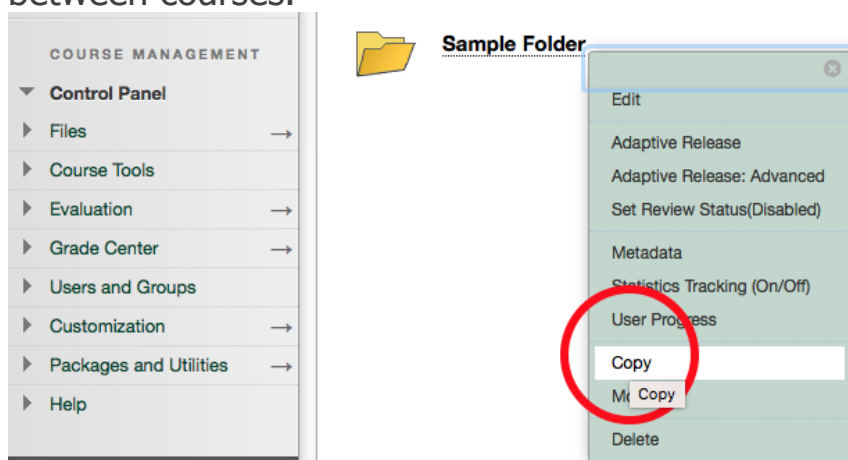 between courses.
COURSE MANAGEMENT
Control Panel
Files
Course Tools
Evaluation
Grade Center
Users and Groups
Customization
Packages and Utilities
Help
Sample Folder
Edit
Adaptive Release
Adaptive Release: Advanced
Set Review Status(Disabled)
Metadata
Statistics Tracking (On/Off)
User Progress
Copy
Copy
Delete